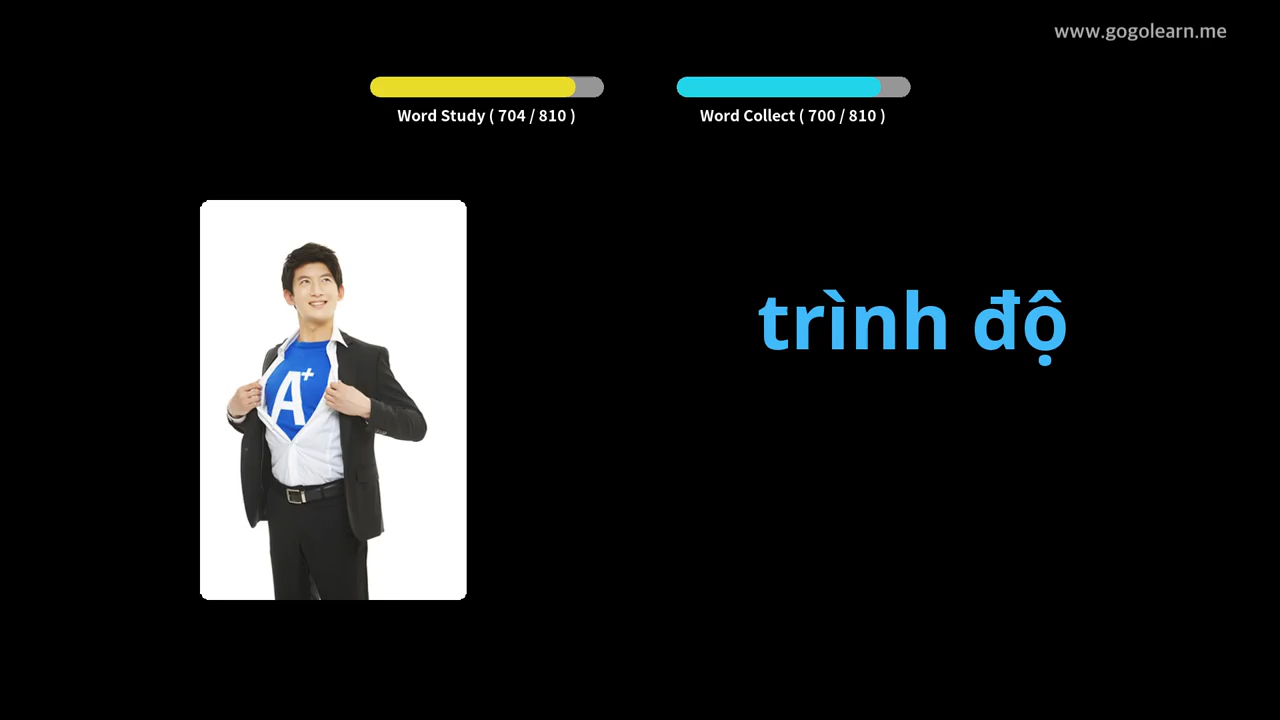 www.gogolearn.me
Word Study ( 704 / 810 )
Word Collect ( 700 / 810 )
trình độ
A+